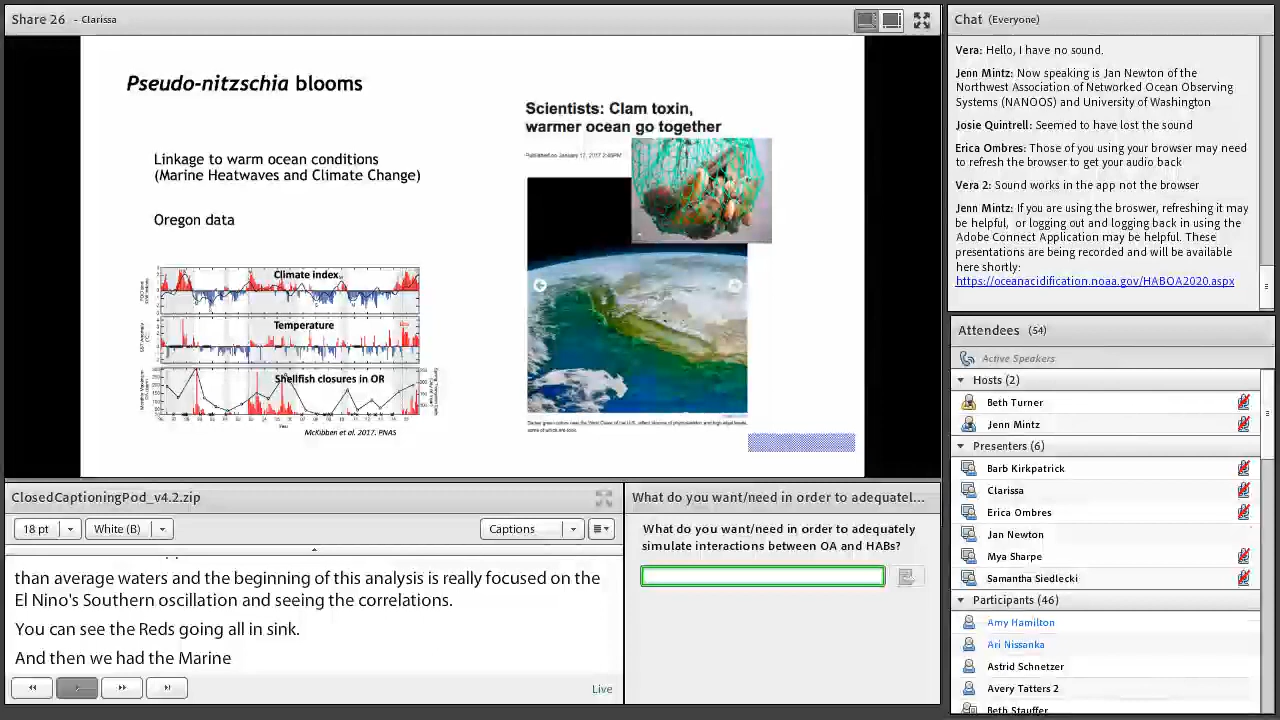 Share 26 - Clarissa
Pseudo-nitzschia blooms
Linkage to warm ocean conditions
(Marine Heatwaves and Climate Change)
Oregon data
Climate index
Temperature
Shellfish closures in OR
Year
McKibben et al. 2017, PNAS
Scientists: Clam toxin,
warmer ocean go together
Published on January 17, 2017 2:49PM
ClosedCaptioningPod_v4.2.zip
18 pt
White (B)
Captions
than average waters and the beginning of this analysis is really focused on the
El Nino's Southern oscillation and seeing the correlations.
You can see the Reds going all in sink.
And then we had the Marine
Live
What do you want/need in order to adequatel...
What do you want/need in order to adequately
simulate interactions between OA and HABs?
Chat (Everyone)
Vera: Hello, I have no sound.
Jenn Mintz: Now speaking is Jan Newton of the
Northwest Association of Networked Ocean Observing
Systems (NANOOS) and University of Washington
Josie Quintrell: Seemed to have lost the sound
Erica Ombres: Those of you using your browser may need
to refresh the browser to get your audio back
Vera 2: Sound works in the app not the browser
Jenn Mintz: If you are using the broswer, refreshing it may
be helpful, or logging out and logging back in using the
Adobe Connect Application may be helpful. These
presentations are being recorded and will be available
here shortly:
https://oceanacidification.noaa.gov/HABOA2020.aspx
Attendees (54)
Active Speakers
Hosts (2)
Beth Turner
Presenters (6)
Barb Kirkpatrick
Clarissa
Erica Ombres
Jan Newton
Mya Sharpe
Samantha Siedlecki
Participants (46)
Amy Hamilton
Ari Nissanka
Astrid Schnetzer
Avery Tatters 2
Beth Stauffer